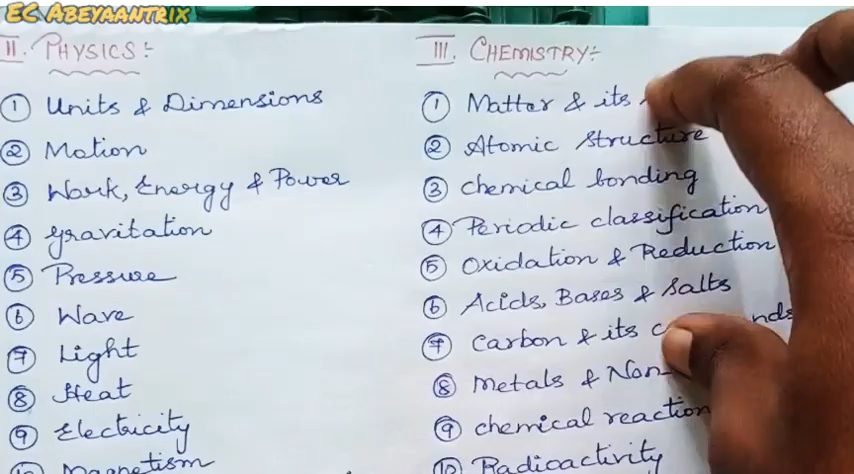 EC ABEYAANTRIX
II. PHYSICS:-
① Units & Dimensions
② Motion
③ Work, Energy & Power
④ Gravitation
⑤ Pressure
⑥ Wave
⑦ Light
⑧ Heat
⑨ Electricity
⑩ Magnetism
III. CHEMISTRY:-
① Matter & its
② Atomic Structure
③ Chemical bonding
④ Periodic classification
⑤ Oxidation & Reduction
⑥ Acids, Bases & Salts
⑦ Carbon & its
⑧ Metals & Non-
⑨ chemical reaction
⑩ Radioactivity